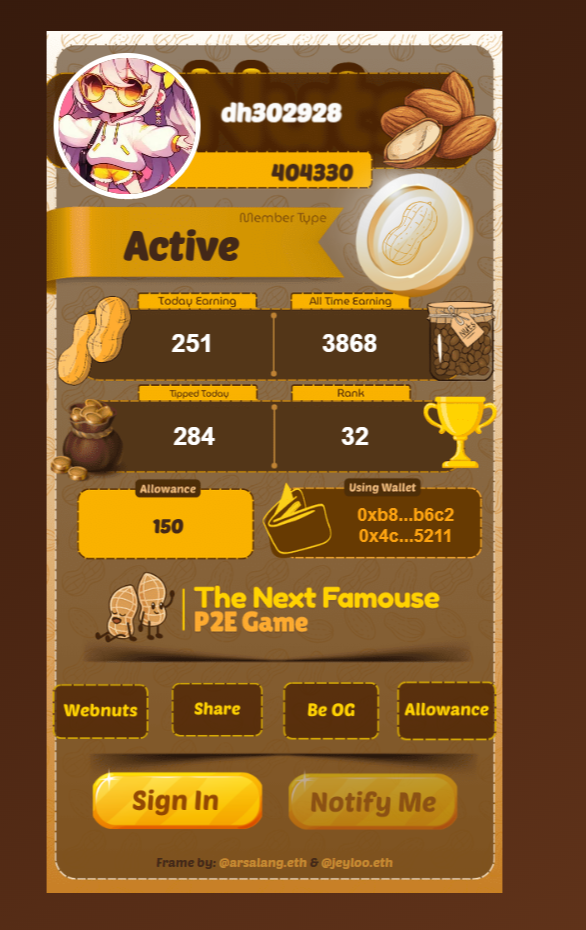 dh302928
404330
Member Type
Active
Today Earning
All Time Earning
251
3868
Nuts
Tipped Today
Rank
284
32
Allowance
Using Wallet
150
0xb8...b6c2
0x4c...5211
The Next Famouse
P2E Game
Webnuts
Share
Be OG
Allowance
Sign In
Notify Me
Frame by: @arsalang.eth & @jeyloo.eth